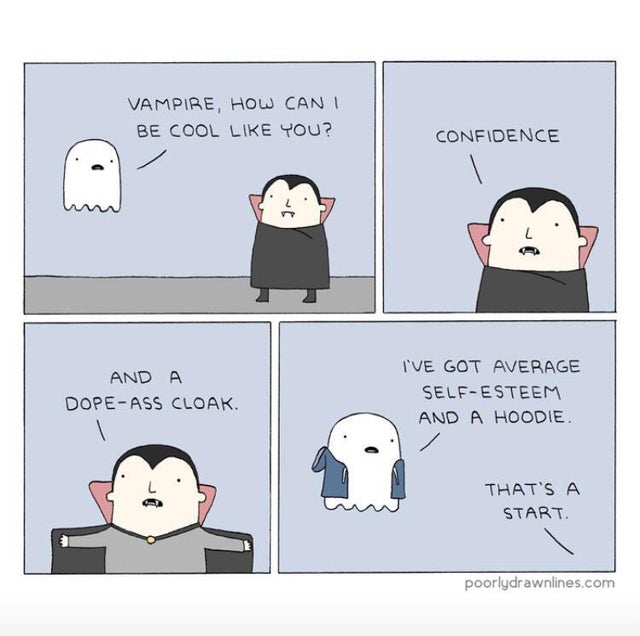 VAMPIRE, HOW CAN I
BE COOL LIKE YOU?
CONFIDENCE
AND A
DOPE-ASS CLOAK.
I'VE GOT AVERAGE
SELF-ESTEEM
AND A HOODIE.
THAT'S A
START.
poorlydrawnlines.com